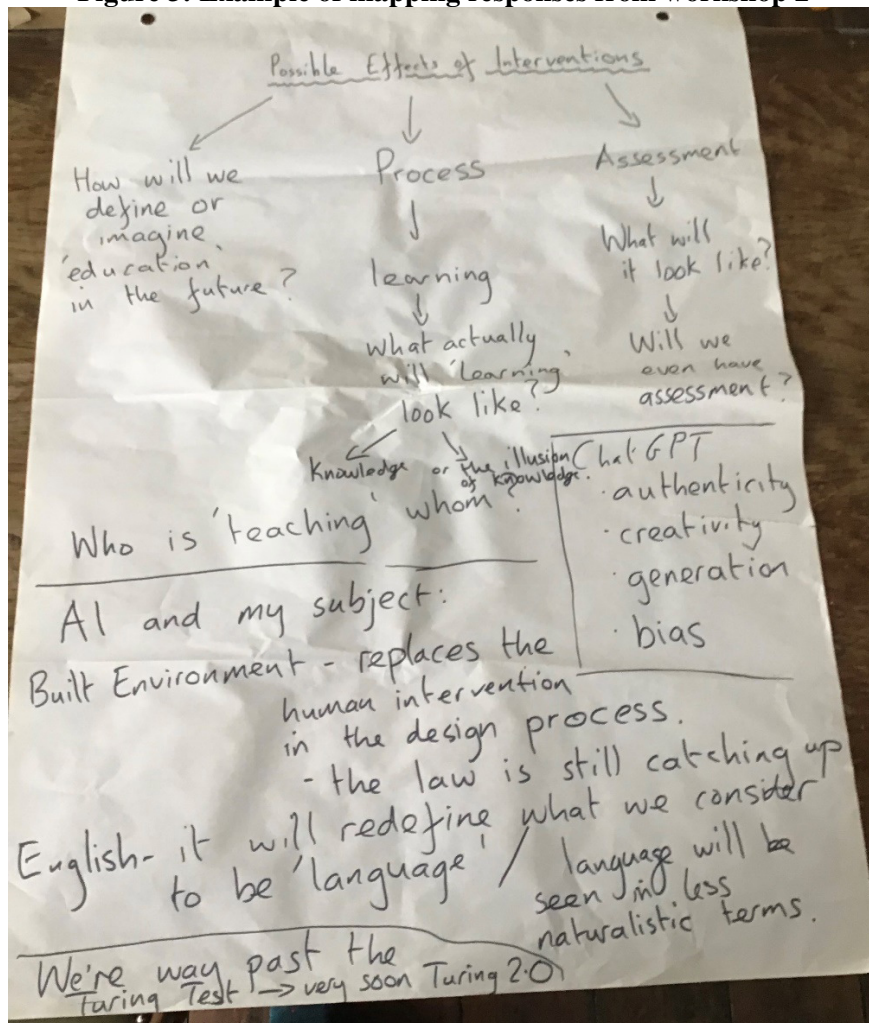 Figure 3: Example of mapping responses from workshop 2
Possible Effects of Interventions
How will we
define or
imagine
'education'
in the future?
Process
learning
What actually
will 'learning'
look like?
Knowledge or the illusion
of knowledge.
Who is 'teaching' whom?
Assessment
What will
it look like?
Will we
even have
assessment?
ChatGPT
· authenticity
· creativity
· generation
· bias
AI and my subject:
Built Environment - replaces the
human intervention
in the design process.
- the law is still catching up
English - it will redefine what we consider
to be 'language' / language will be
seen in less
naturalistic terms.
We're way past the
Turing Test → very soon Turing 2.0